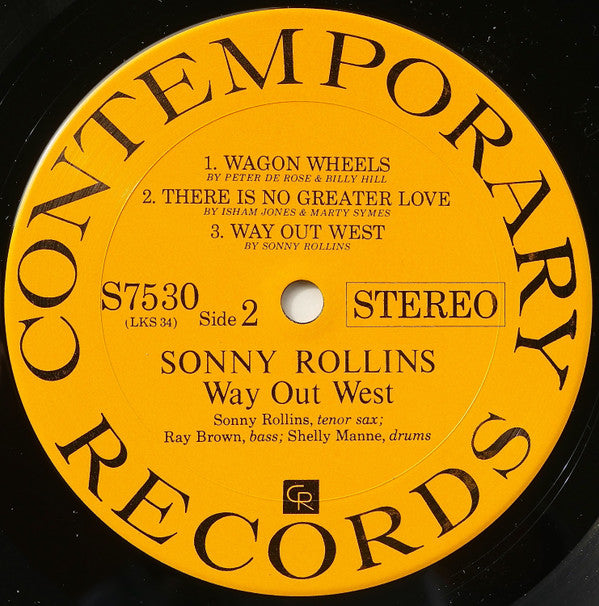 CONTEMPORARY RECORDS
1. WAGON WHEELS
BY PETER DE ROSE & BILLY HILL
2. THERE IS NO GREATER LOVE
BY ISHAM JONES & MARTY SYMES
3. WAY OUT WEST
BY SONNY ROLLINS
S7530
(LKS 34)
Side 2
STEREO
SONNY ROLLINS
Way Out West
Sonny Rollins, tenor sax;
Ray Brown, bass; Shelly Manne, drums
CR